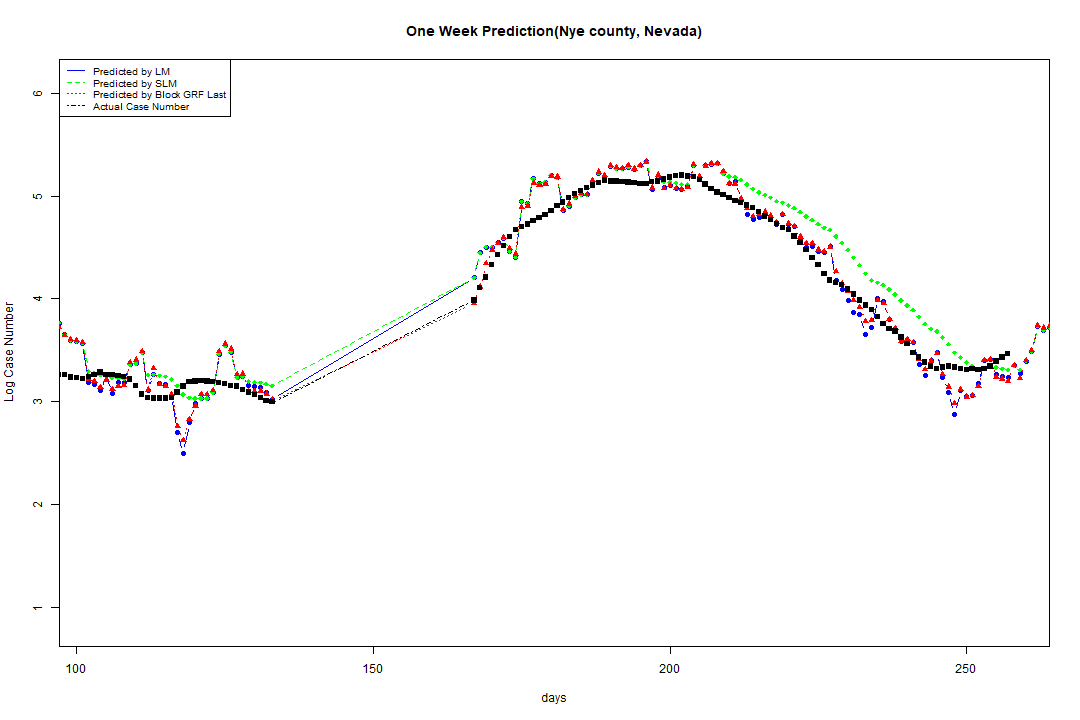 One Week Prediction(Nye county, Nevada)
Predicted by LM
Predicted by SLM
Predicted by Block GRF Last
Actual Case Number
6
5
4
3
2
1
Log Case Number
100
150
200
250
days